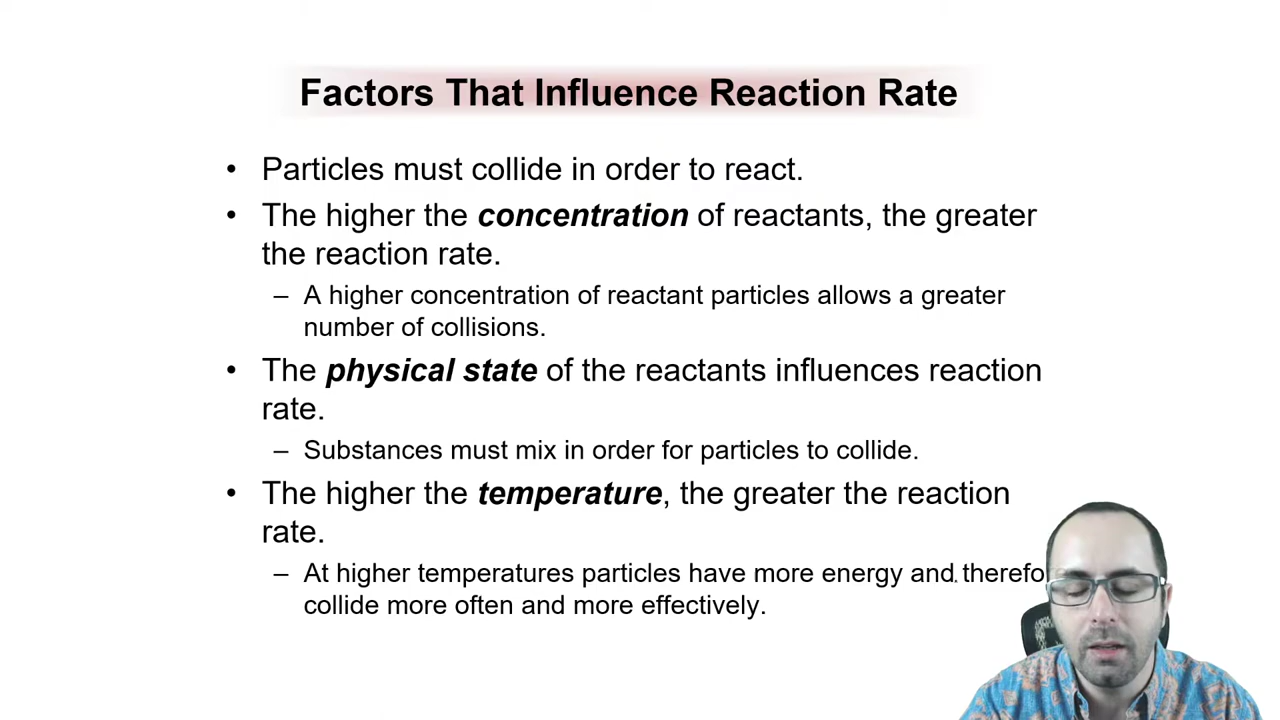 Factors That Influence Reaction Rate
• Particles must collide in order to react.
• The higher the concentration of reactants, the greater
the reaction rate.
– A higher concentration of reactant particles allows a greater
number of collisions.
• The physical state of the reactants influences reaction
rate.
– Substances must mix in order for particles to collide.
• The higher the temperature, the greater the reaction
rate.
– At higher temperatures particles have more energy and therefo
collide more often and more effectively.